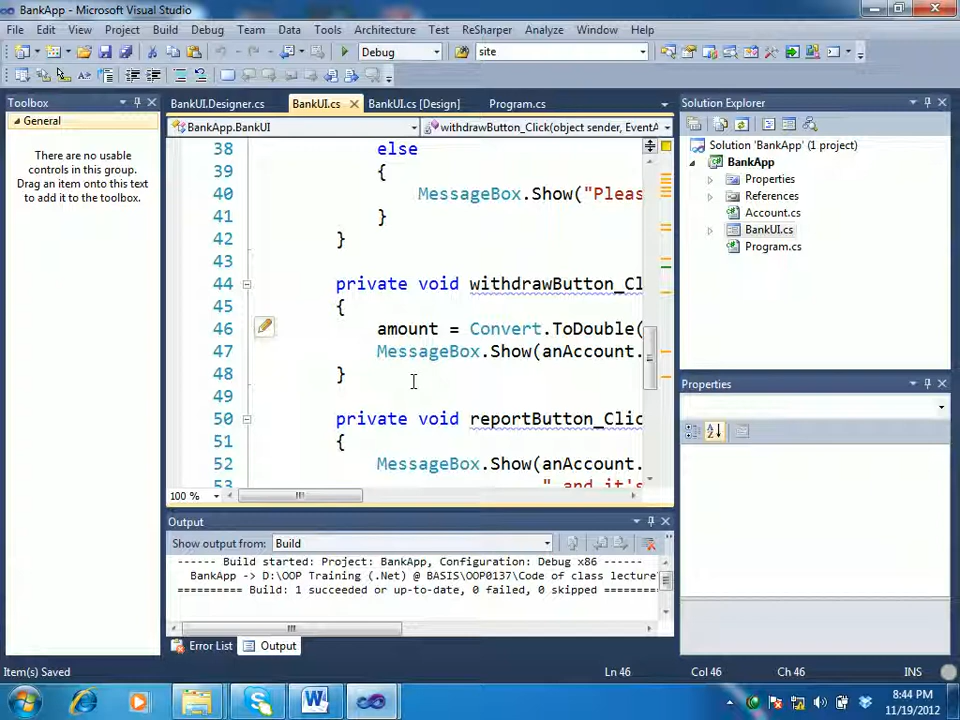 BankApp - Microsoft Visual Studio
File Edit View Project Build Debug Team Data Tools Architecture Test ReSharper Analyze Window Help
Debug site
Toolbox
General
There are no usable
controls in this group.
Drag an item onto this text
to add it to the toolbox.
BankUI.Designer.cs BankUI.cs BankUI.cs [Design] Program.cs
BankApp.BankUI withdrawButton_Click(object sender, EventA
38 else
39 {
40 MessageBox.Show("Pleas
41 }
42 }
43
44 private void withdrawButton_Cl
45 {
46 amount = Convert.ToDouble(
47 MessageBox.Show(anAccount.
48 }
49
50 private void reportButton_Clic
51 {
52 MessageBox.Show(anAccount.
53 " and it's
100 %
Output
Show output from: Build
------ Build started: Project: BankApp, Configuration: Debug x86 ------
BankApp -> D:\OOP Training (.Net) @ BASIS\OOP0137\Code of class lecture
========== Build: 1 succeeded or up-to-date, 0 failed, 0 skipped =========
Error List Output
Solution Explorer
Solution 'BankApp' (1 project)
BankApp
Properties
References
Account.cs
BankUI.cs
Program.cs
Properties
Item(s) Saved Ln 46 Col 46 Ch 46 INS
8:44 PM
11/19/2012